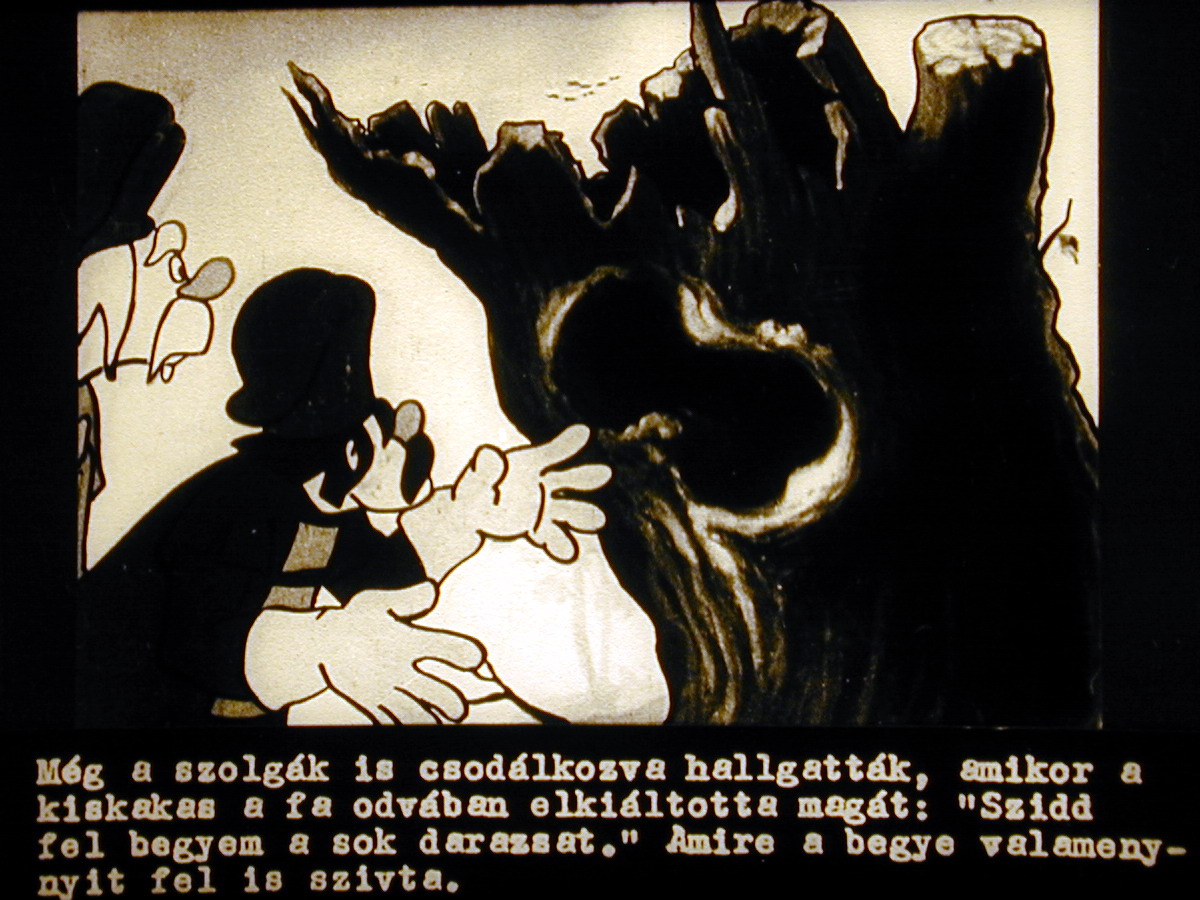 Még a szolgák is csodálkozva hallgatták, amikor a
kiskakas a fa odvában elkiáltotta magát: "Szidd
fel begyem a sok darazsat." Amire a begye valameny-
nyit fel is szivta.